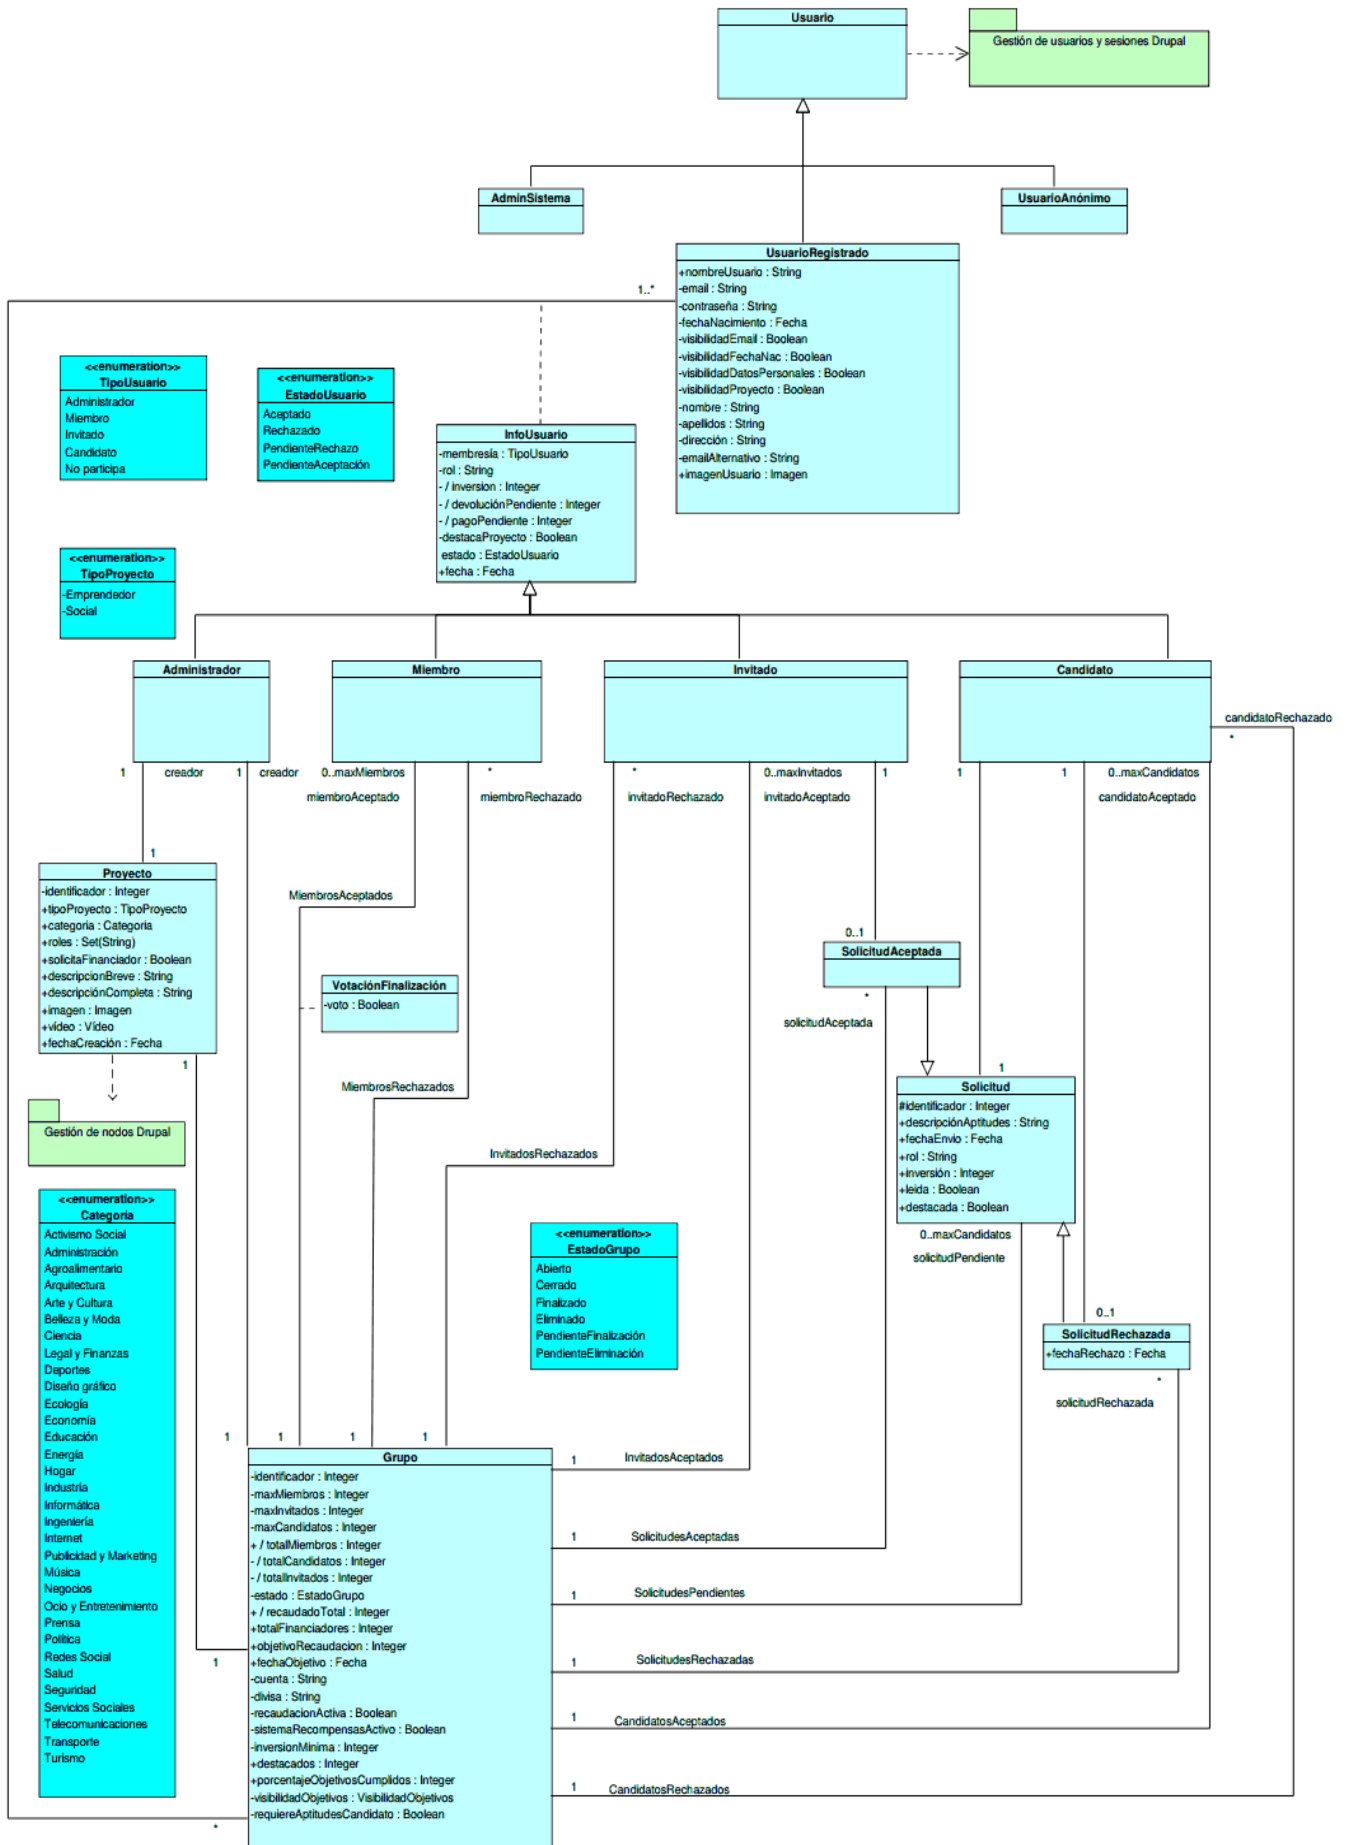 Usuario
Gestión de usuarios y sesiones Drupal
AdminSistema
UsuarioAnónimo
UsuarioRegistrado
+nombreUsuario : String
-email : String
-contraseña : String
-fechaNacimiento : Fecha
-visibilidadEmail : Boolean
-visibilidadFechaNac : Boolean
-visibilidadDatosPersonales : Boolean
-visibilidadProyecto : Boolean
-nombre : String
-apellidos : String
-dirección : String
-emailAlternativo : String
+imagenUsuario : Imagen
1..*
<<enumeration>>
TipoUsuario
Administrador
Miembro
Invitado
Candidato
No participa
<<enumeration>>
EstadoUsuario
Aceptado
Rechazado
PendienteRechazo
PendienteAceptación
InfoUsuario
-membresía : TipoUsuario
-rol : String
- / inversion : Integer
- / devoluciónPendiente : Integer
- / pagoPendiente : Integer
-destacaProyecto : Boolean
estado : EstadoUsuario
+fecha : Fecha
<<enumeration>>
TipoProyecto
-Emprendedor
-Social
Administrador
Miembro
Invitado
Candidato
candidatoRechazado
*
1
creador
1
creador
0..maxMiembros
*
*
0..maxInvitados
1
1
1
0..maxCandidatos
miembroAceptado
miembroRechazado
invitadoRechazado
invitadoAceptado
candidatoAceptado
1
Proyecto
-identificador : Integer
+tipoProyecto : TipoProyecto
+categoria : Categoría
+roles : Set(String)
+solicitaFinanciador : Boolean
+descripcionBreve : String
+descripciónCompleta : String
+imagen : Imagen
+vídeo : Vídeo
+fechaCreación : Fecha
1
MiembrosAceptados
0..1
SolicitudAceptada
*
solicitudAceptada
VotaciónFinalización
-voto : Boolean
MiembrosRechazados
1
Solicitud
#identificador : Integer
+descripciónAptitudes : String
+fechaEnvio : Fecha
+rol : String
+inversión : Integer
+leida : Boolean
+destacada : Boolean
Gestión de nodos Drupal
InvitadosRechazados
0..maxCandidatos
solicitudPendiente
<<enumeration>>
Categoría
Activismo Social
Administración
Agroalimentario
Arquitectura
Arte y Cultura
Belleza y Moda
Ciencia
Legal y Finanzas
Deportes
Diseño gráfico
Ecología
Economía
Educación
Energía
Hogar
Industria
Informática
Ingeniería
Internet
Publicidad y Marketing
Música
Negocios
Ocio y Entretenimiento
Prensa
Política
Redes Social
Salud
Seguridad
Servicios Sociales
Telecomunicaciones
Transporte
Turismo
<<enumeration>>
EstadoGrupo
Abierto
Cerrado
Finalizado
Eliminado
PendienteFinalización
PendienteEliminación
0..1
SolicitudRechazada
+fechaRechazo : Fecha
*
solicitudRechazada
1
1
1
1
Grupo
-identificador : Integer
-maxMiembros : Integer
-maxInvitados : Integer
-maxCandidatos : Integer
+ / totalMiembros : Integer
- / totalCandidatos : Integer
- / totalInvitados : Integer
-estado : EstadoGrupo
+ / recaudadoTotal : Integer
+totalFinanciadores : Integer
+objetivoRecaudacion : Integer
+fechaObjetivo : Fecha
-cuenta : String
-divisa : String
-recaudacionActiva : Boolean
-sistemaRecompensasActivo : Boolean
-inversionMinima : Integer
+destacados : Integer
+porcentajeObjetivosCumplidos : Integer
-visibilidadObjetivos : VisibilidadObjetivos
-requiereAptitudesCandidato : Boolean
1
InvitadosAceptados
1
SolicitudesAceptadas
1
SolicitudesPendientes
1
SolicitudesRechazadas
1
CandidatosAceptados
1
CandidatosRechazados
1
*